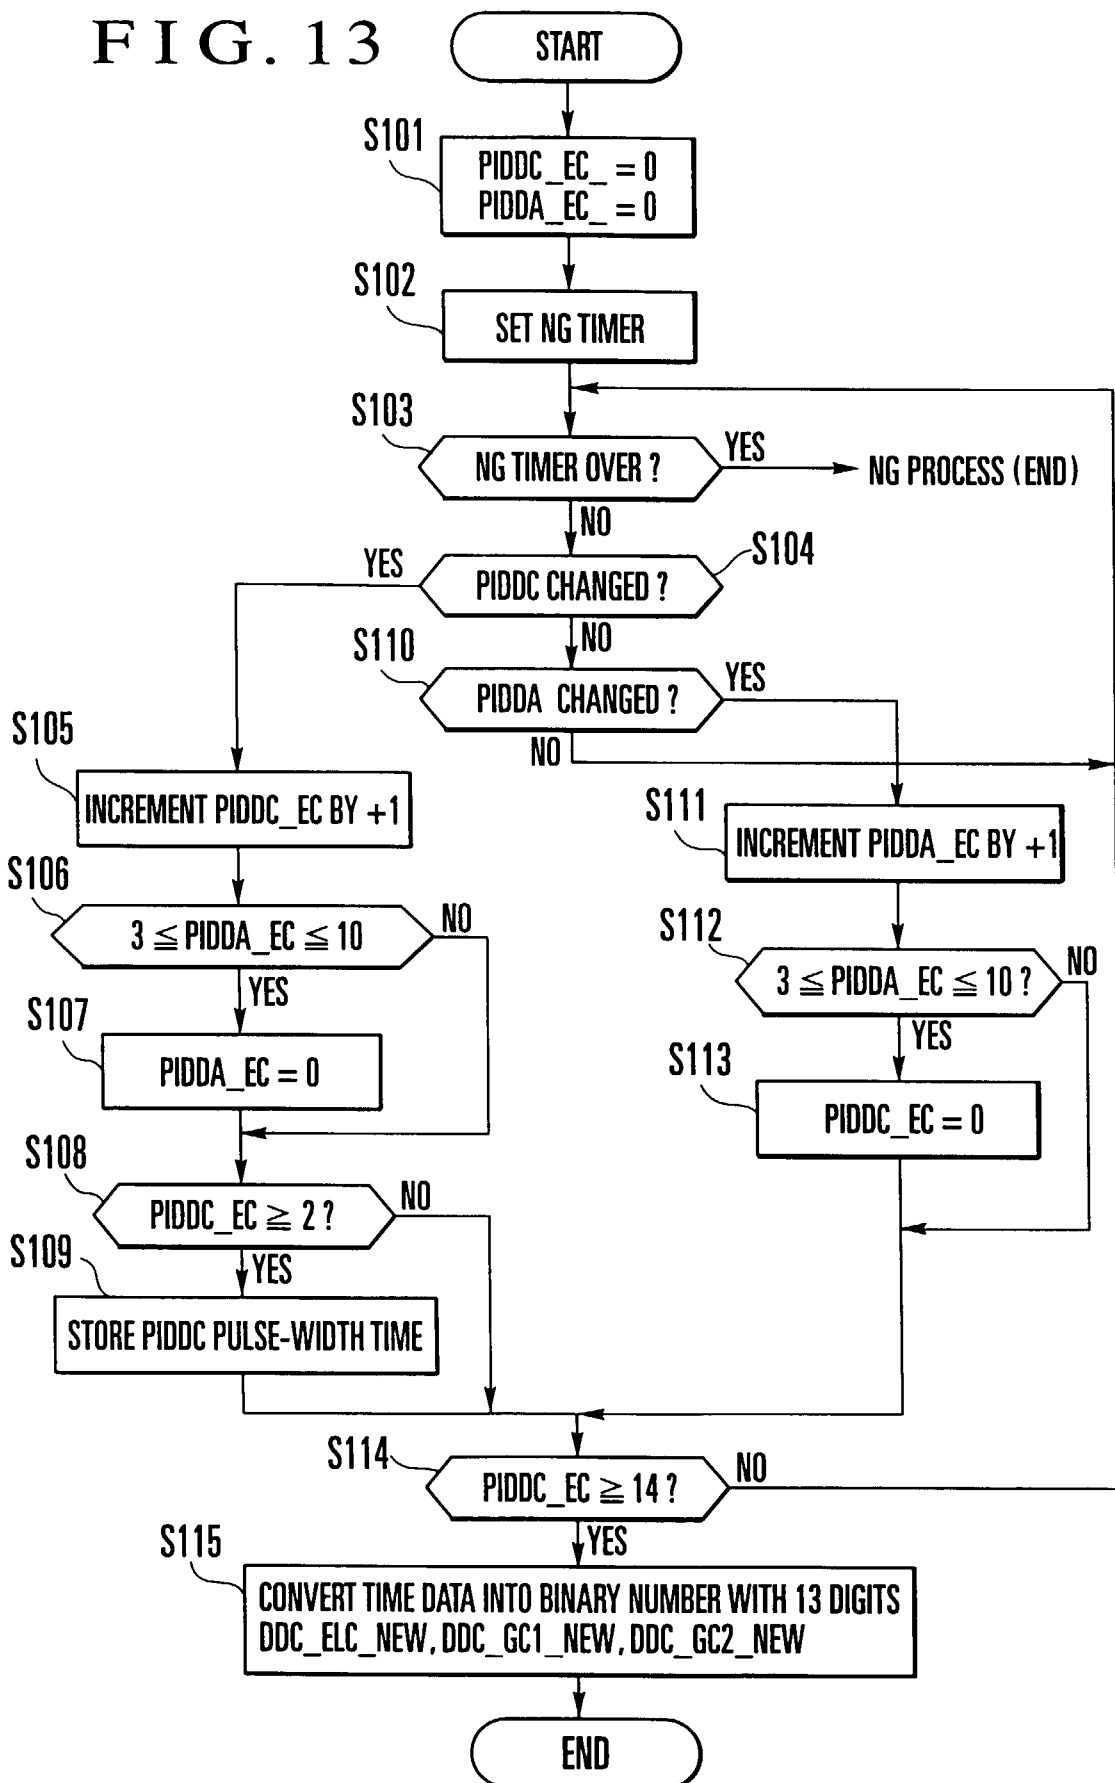 FIG. 13
START
S101
PIDDC_EC_ = 0
PIDDA_EC_ = 0
S102
SET NG TIMER
S103
NG TIMER OVER ?
YES
NG PROCESS (END)
NO
S104
YES
PIDDC CHANGED ?
NO
S110
PIDDA CHANGED ?
YES
NO
S105
INCREMENT PIDDC_EC BY +1
S111
INCREMENT PIDDA_EC BY +1
S106
3 ≦ PIDDA_EC ≦ 10
NO
YES
S112
3 ≦ PIDDA_EC ≦ 10 ?
NO
YES
S107
PIDDA_EC = 0
S113
PIDDC_EC = 0
S108
PIDDC_EC ≧ 2 ?
NO
YES
S109
STORE PIDDC PULSE-WIDTH TIME
S114
PIDDC_EC ≧ 14 ?
NO
YES
S115
CONVERT TIME DATA INTO BINARY NUMBER WITH 13 DIGITS
DDC_ELC_NEW, DDC_GC1_NEW, DDC_GC2_NEW
END